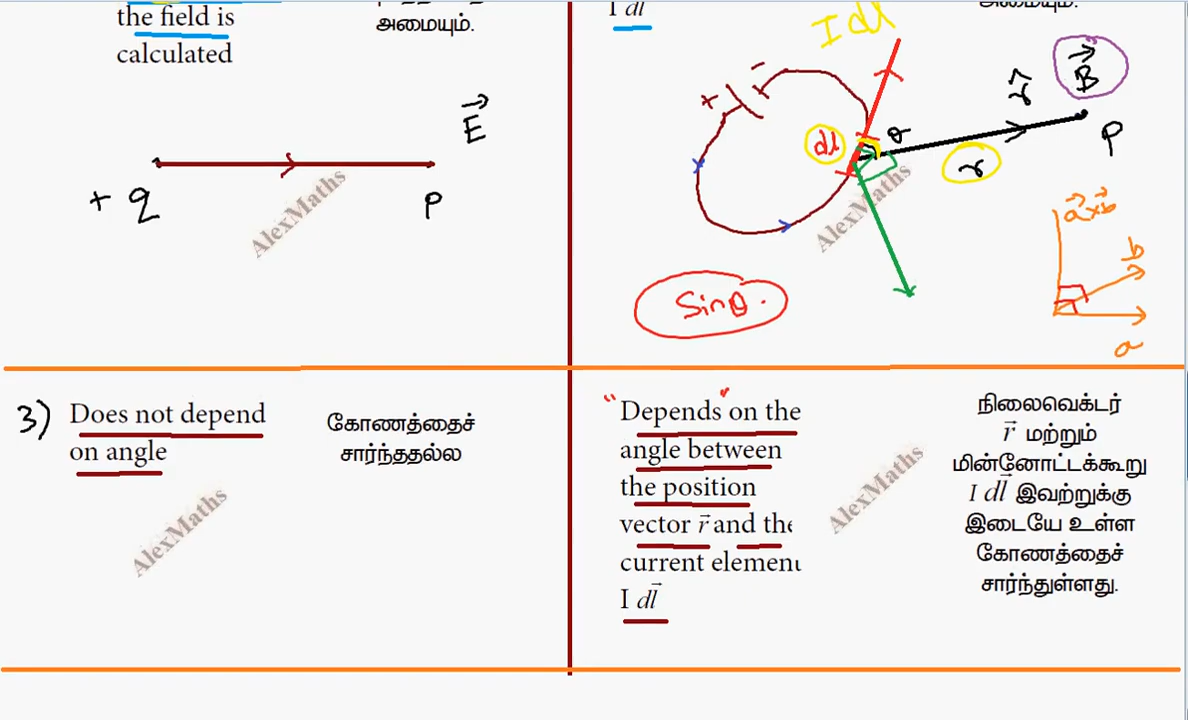 the field is
calculated
அமையும்.
I dl
I dl
E⃗
+ q
P
AlexMaths
+
-
dl
θ
r̂
B⃗
P
r
AlexMaths
Sinθ.
a⃗×b⃗
b
a
3) Does not depend
on angle
கோணத்தைச்
சார்ந்ததல்ல
AlexMaths
"Depends" on the
angle between
the position
vector r⃗ and the
current element
I dl⃗
AlexMaths
நிலைவெக்டர்
r⃗ மற்றும்
மின்னோட்டக்கூறு
I dl⃗ இவற்றுக்கு
இடையே உள்ள
கோணத்தைச்
சார்ந்துள்ளது.